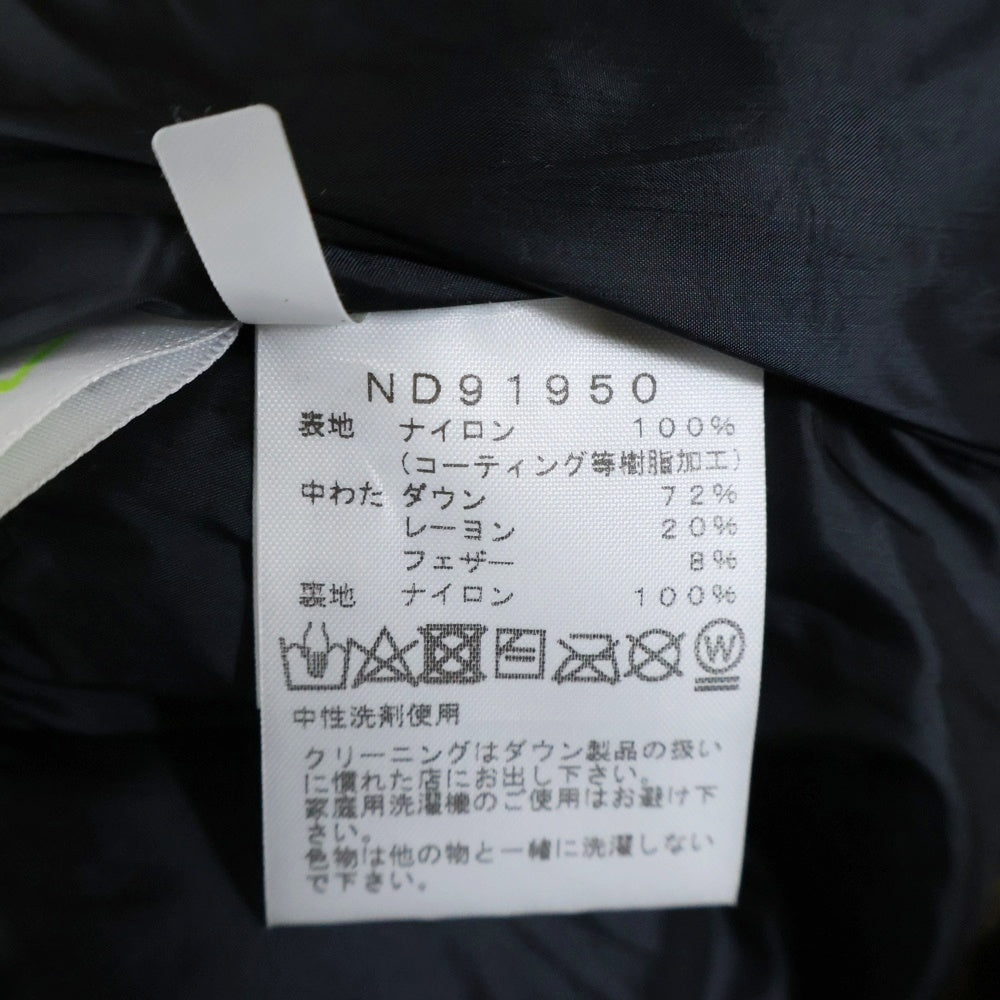 ND91950
表地 ナイロン 100%
(コーティング等樹脂加工)
中わた ダウン 72%
レーヨン 20%
フェザー 8%
裏地 ナイロン 100%
W
中性洗剤使用
クリーニングはダウン製品の扱い
に慣れた店にお出し下さい。
家庭用洗濯機のご使用はお避け下
さい。
色物は他の物と一緒に洗濯しない
で下さい。